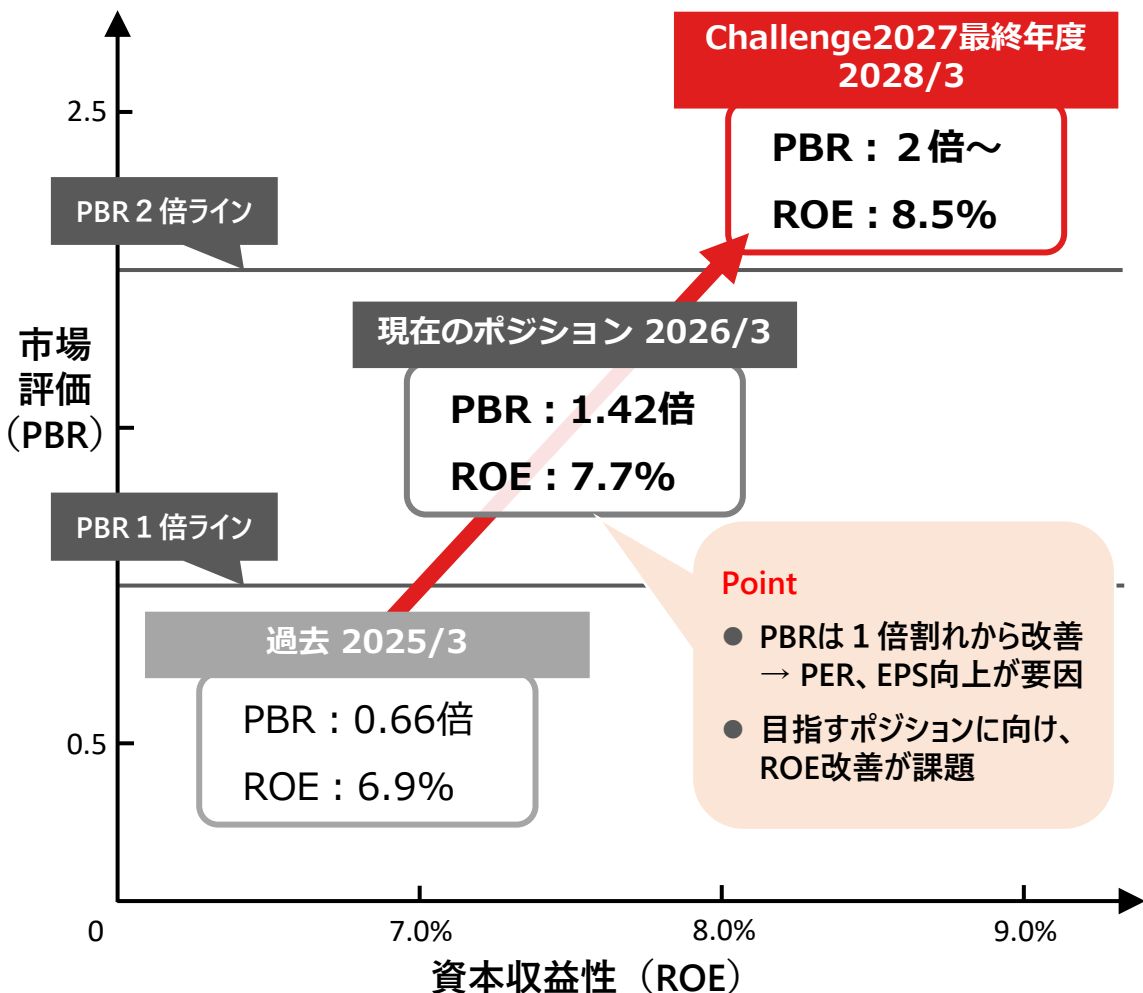 Challenge2027最終年度
2028/3
PBR：２倍～
ROE：8.5%
2.5
PBR２倍ライン
現在のポジション 2026/3
PBR：1.42倍
ROE：7.7%
市場
評価
（PBR）
PBR１倍ライン
過去 2025/3
PBR：0.66倍
ROE：6.9%
Point
● PBRは１倍割れから改善
→ PER、EPS向上が要因
● 目指すポジションに向け、
ROE改善が課題
0.5
0
7.0%
8.0%
9.0%
資本収益性（ROE）